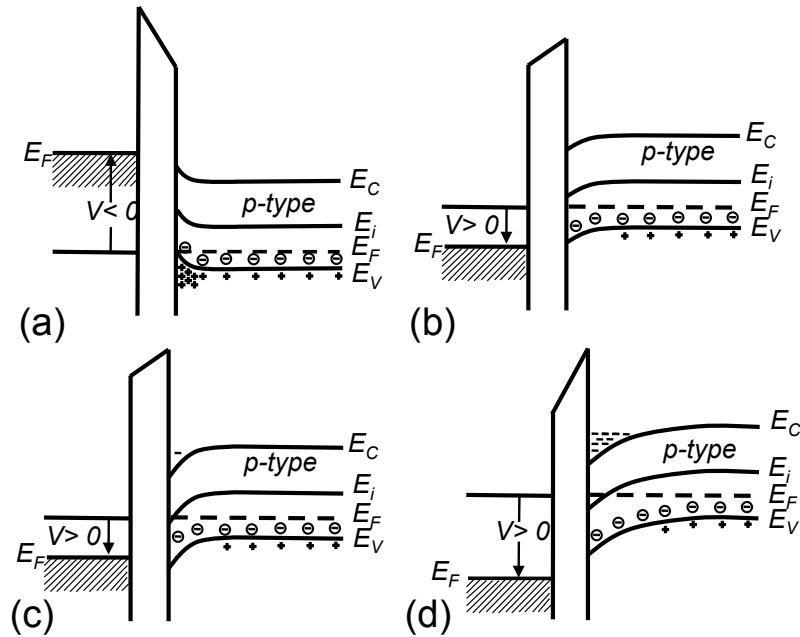 E_F
V< 0
p-type
E_C
E_i
E_F
E_V
(a)
E_F
V> 0
p-type
E_C
E_i
E_F
E_V
(b)
E_F
V> 0
p-type
E_C
E_i
E_F
E_V
(c)
E_F
V> 0
p-type
E_C
E_i
E_F
E_V
(d)